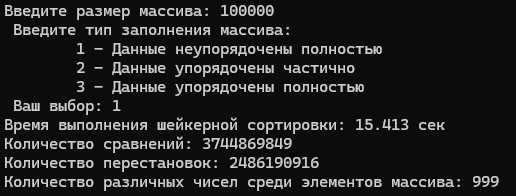 Введите размер массива: 100000
Введите тип заполнения массива:
1 – Данные неупорядочены полностью
2 – Данные упорядочены частично
3 – Данные упорядочены полностью
Ваш выбор: 1
Время выполнения шейкерной сортировки: 15.413 сек
Количество сравнений: 3744869849
Количество перестановок: 2486190916
Количество различных чисел среди элементов массива: 999